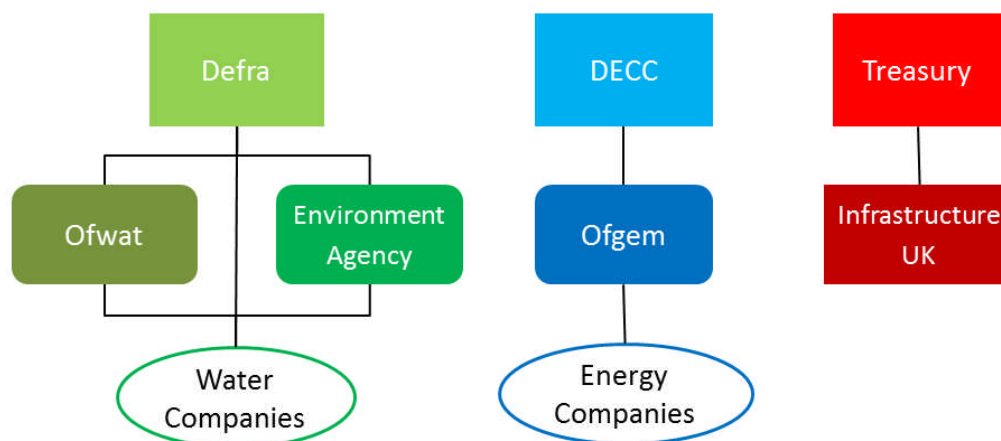 Defra
DECC
Treasury
Ofwat
Environment
Agency
Ofgem
Infrastructure
UK
Water
Companies
Energy
Companies